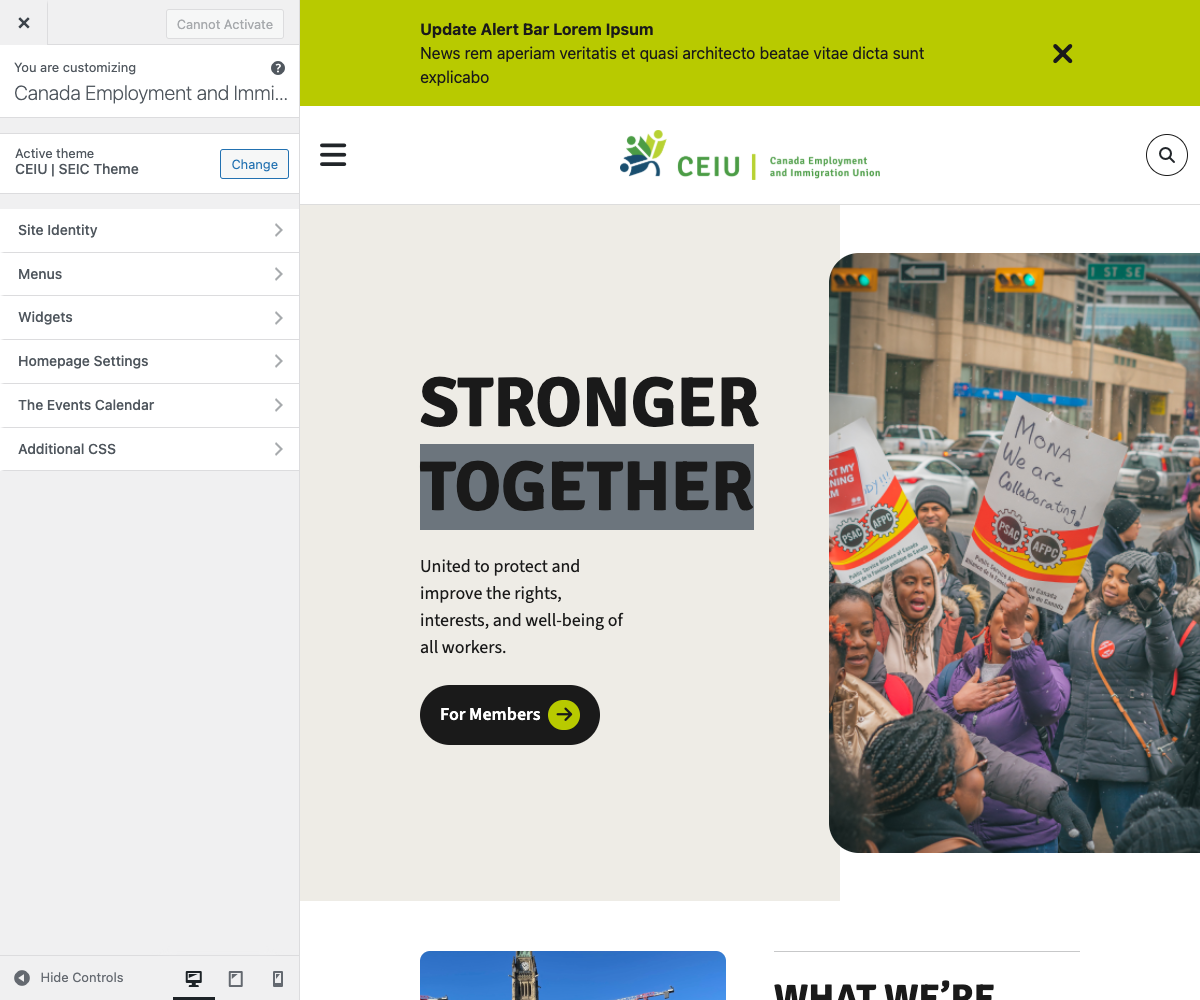 Cannot Activate
You are customizing
Canada Employment and Immi...
Active theme
CEIU | SEIC Theme
Change
Site Identity
Menus
Widgets
Homepage Settings
The Events Calendar
Additional CSS
Hide Controls
Update Alert Bar Lorem Ipsum
News rem aperiam veritatis et quasi architecto beatae vitae dicta sunt
explicabo
CEIU
Canada Employment
and Immigration Union
STRONGER
TOGETHER
United to protect and
improve the rights,
interests, and well-being of
all workers.
For Members
1 ST SE
MONA
We are
Collaborating!
PSAC
AFPC
PSAC
AFPC
WHAT WE'RE